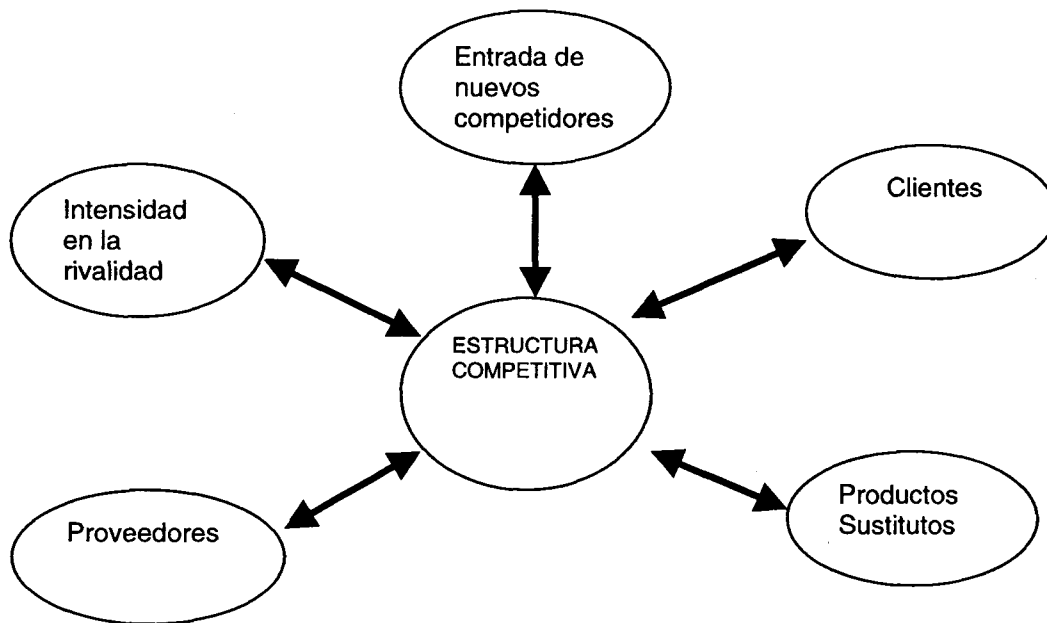 Entrada de
nuevos
competidores
Clientes
Intensidad
en la
rivalidad
ESTRUCTURA
COMPETITIVA
Proveedores
Productos
Sustitutos